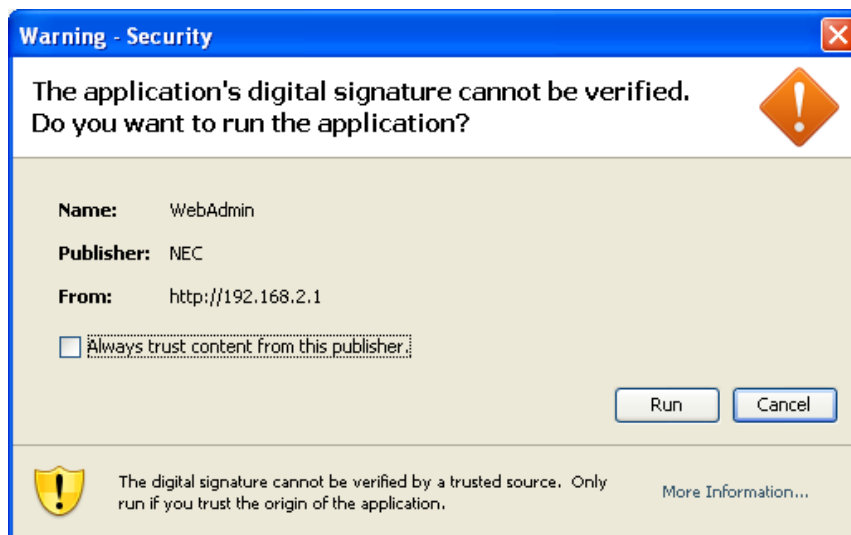 Warning - Security
The application's digital signature cannot be verified.
Do you want to run the application?
Name: WebAdmin
Publisher: NEC
From: http://192.168.2.1
Always trust content from this publisher.
Run Cancel
The digital signature cannot be verified by a trusted source. Only
run if you trust the origin of the application.
More Information...